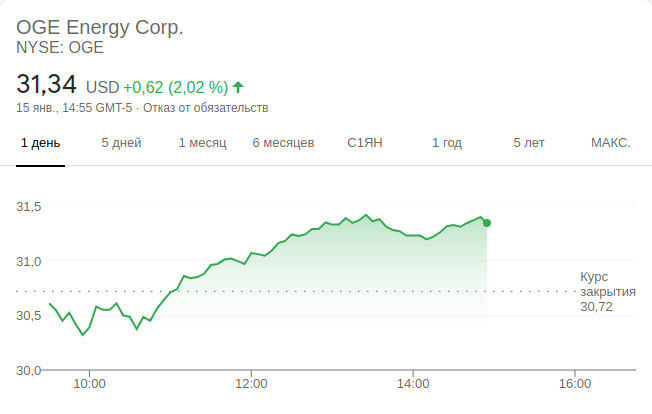 OGE Energy Corp.
NYSE: OGE
31,34 USD +0,62 (2,02 %)
15 янв., 14:55 GMT-5 · Отказ от обязательств
1 день 5 дней 1 месяц 6 месяцев С1ЯН 1 год 5 лет МАКС.
31,5
31,0
Курс
закрытия
30,72
30,5
30,0
10:00 12:00 14:00 16:00